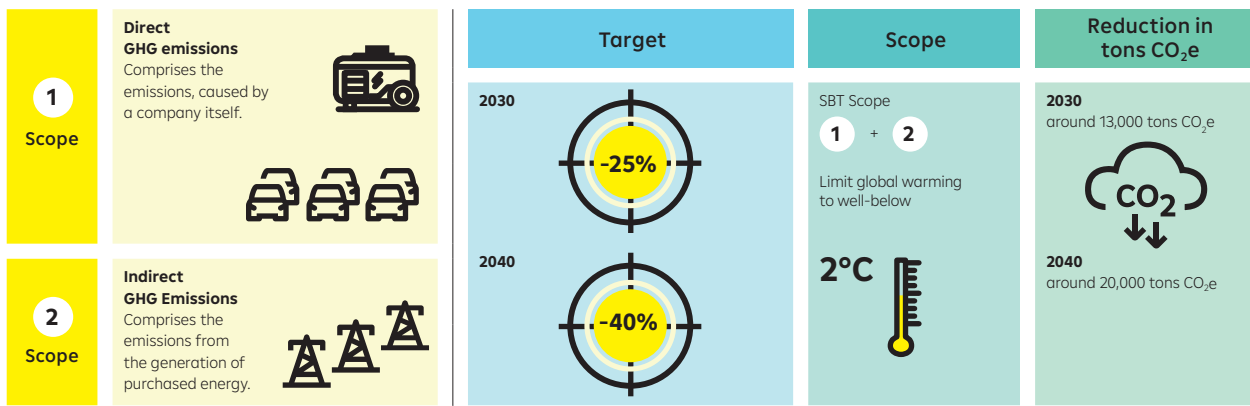 1
Scope
Direct
GHG emissions
Comprises the
emissions, caused by
a company itself.
2
Scope
Indirect
GHG Emissions
Comprises the
emissions from
the generation of
purchased energy.
Target
2030
-25%
2040
-40%
Scope
SBT Scope
1 + 2
Limit global warming
to well-below
2°C
Reduction in
tons CO₂e
2030
around 13,000 tons CO₂e
CO₂
2040
around 20,000 tons CO₂e